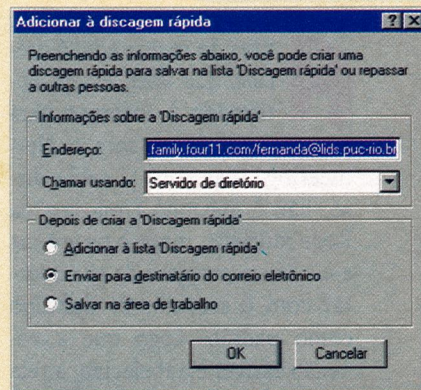 Adicionar à discagem rápida
Preenchendo as informações abaixo, você pode criar uma
discagem rápida para salvar na lista 'Discagem rápida' ou repassar
a outras pessoas.
Informações sobre a 'Discagem rápida'
Endereço: .family.four11.com/fernanda@lids.puc-rio.br
Chamar usando: Servidor de diretório
Depois de criar a 'Discagem rápida'
Adicionar à lista 'Discagem rápida'.
Enviar para destinatário do correio eletrônico
Salvar na área de trabalho
OK Cancelar